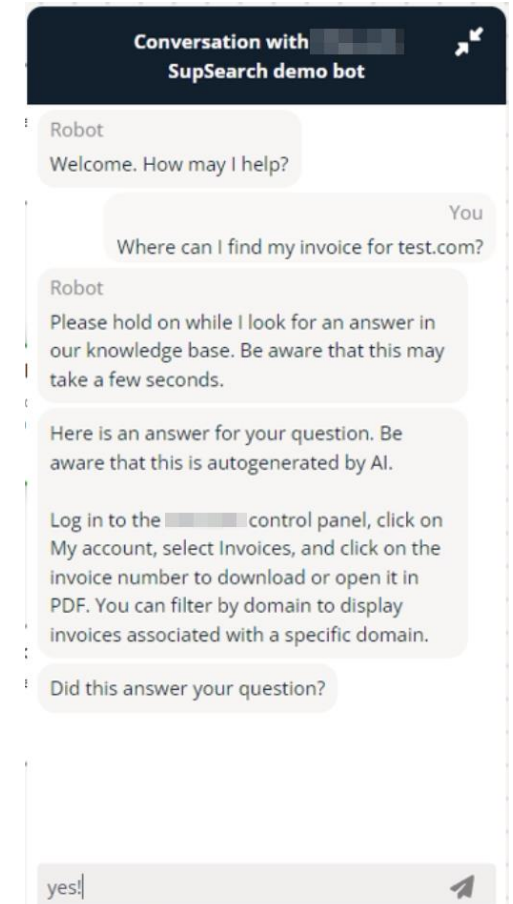 Conversation with
SupSearch demo bot
Robot
Welcome. How may I help?
You
Where can I find my invoice for test.com?
Robot
Please hold on while I look for an answer in
our knowledge base. Be aware that this may
take a few seconds.
Here is an answer for your question. Be
aware that this is autogenerated by AI.
Log in to the control panel, click on
My account, select Invoices, and click on the
invoice number to download or open it in
PDF. You can filter by domain to display
invoices associated with a specific domain.
Did this answer your question?
yes!